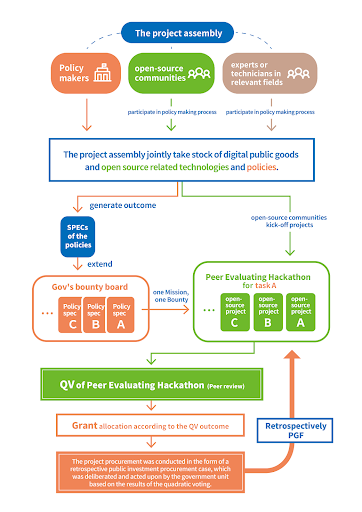 The project assembly
Policy
makers
open-source
communities
experts or
technicians in
relevant fields
participate in policy making process
participate in policy making process
The project assembly jointly take stock of digital public goods
and open source related technologies and policies.
generate outcome
open-source communities
kick-off projects
SPECs
of the
policies
extend
Gov's bounty board
Policy
spec
C
Policy
spec
B
Policy
spec
A
...
one Mission,
one Bounty
Peer Evaluating Hackathon
for task A
...
open-
source
project
C
open-
source
project
B
open-
source
project
A
QV of Peer Evaluating Hackathon (Peer review)
Grant allocation according to the QV outcome
Retrospectively
PGF
The project procurement was conducted in the form of a
retrospective public investment procurement case, which
was deliberated and acted upon by the government unit
based on the results of the quadratic voting.